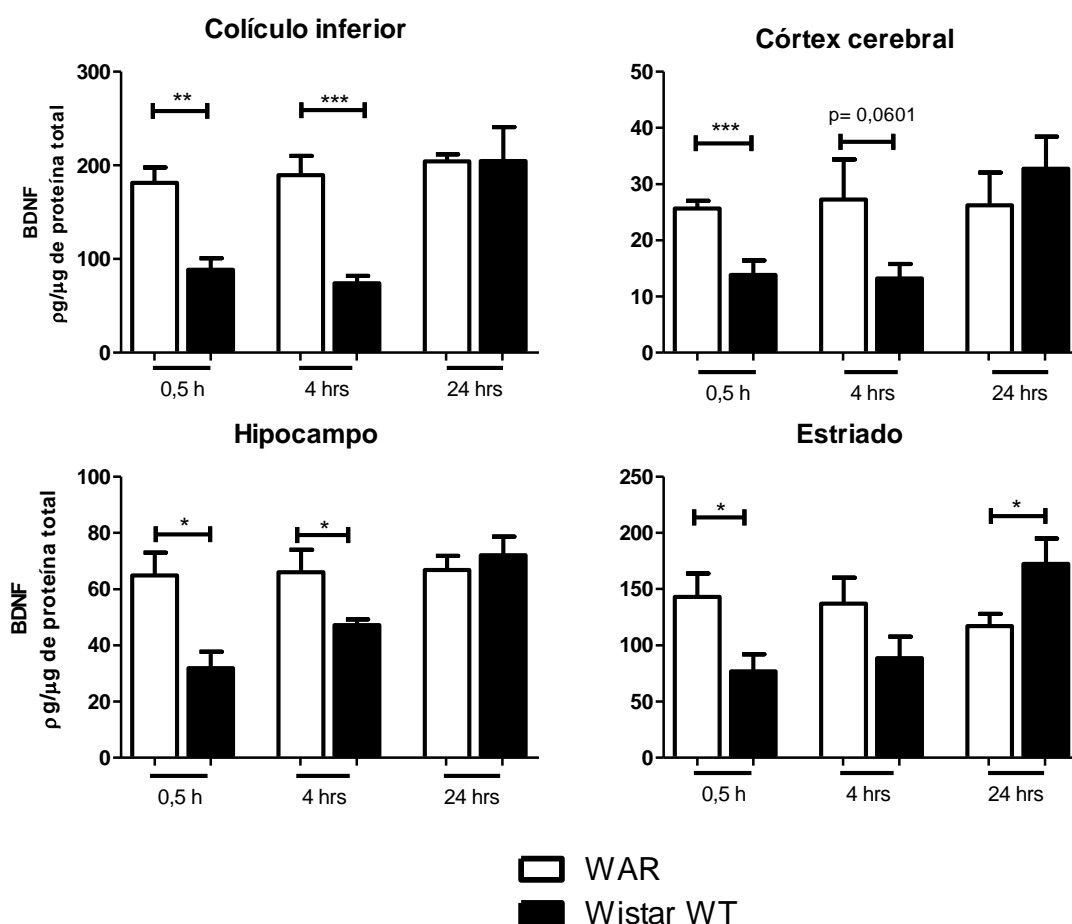 Colículo inferior
BDNF
ρg/μg de proteína total
300
200
100
0
**
***
0,5 h
4 hrs
24 hrs
Córtex cerebral
50
40
30
20
10
0
***
p= 0,0601
0,5 h
4 hrs
24 hrs
Hipocampo
BDNF
ρg/μg de proteína total
100
80
60
40
20
0
*
*
0,5 h
4 hrs
24 hrs
Estriado
250
200
150
100
50
0
*
*
0,5 h
4 hrs
24 hrs
WAR
Wistar WT